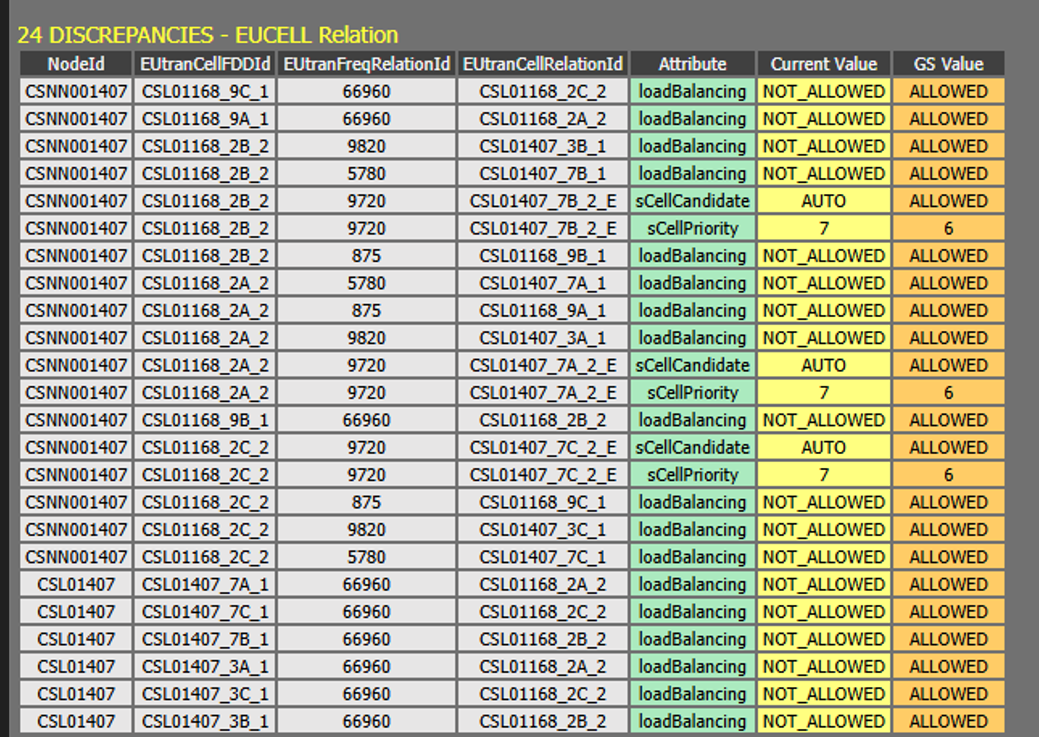 24 DISCREPANCIES - EUCELL Relation
NodeId EUtranCellFDDId EUtranFreqRelationId EUtranCellRelationId Attribute Current Value GS Value
CSNN001407 CSL01168_9C_1 66960 CSL01168_2C_2 loadBalancing NOT_ALLOWED ALLOWED
CSNN001407 CSL01168_9A_1 66960 CSL01168_2A_2 loadBalancing NOT_ALLOWED ALLOWED
CSNN001407 CSL01168_2B_2 9820 CSL01407_3B_1 loadBalancing NOT_ALLOWED ALLOWED
CSNN001407 CSL01168_2B_2 5780 CSL01407_7B_1 loadBalancing NOT_ALLOWED ALLOWED
CSNN001407 CSL01168_2B_2 9720 CSL01407_7B_2_E sCellCandidate AUTO ALLOWED
CSNN001407 CSL01168_2B_2 9720 CSL01407_7B_2_E sCellPriority 7 6
CSNN001407 CSL01168_2B_2 875 CSL01168_9B_1 loadBalancing NOT_ALLOWED ALLOWED
CSNN001407 CSL01168_2A_2 5780 CSL01407_7A_1 loadBalancing NOT_ALLOWED ALLOWED
CSNN001407 CSL01168_2A_2 875 CSL01168_9A_1 loadBalancing NOT_ALLOWED ALLOWED
CSNN001407 CSL01168_2A_2 9820 CSL01407_3A_1 loadBalancing NOT_ALLOWED ALLOWED
CSNN001407 CSL01168_2A_2 9720 CSL01407_7A_2_E sCellCandidate AUTO ALLOWED
CSNN001407 CSL01168_2A_2 9720 CSL01407_7A_2_E sCellPriority 7 6
CSNN001407 CSL01168_9B_1 66960 CSL01168_2B_2 loadBalancing NOT_ALLOWED ALLOWED
CSNN001407 CSL01168_2C_2 9720 CSL01407_7C_2_E sCellCandidate AUTO ALLOWED
CSNN001407 CSL01168_2C_2 9720 CSL01407_7C_2_E sCellPriority 7 6
CSNN001407 CSL01168_2C_2 875 CSL01168_9C_1 loadBalancing NOT_ALLOWED ALLOWED
CSNN001407 CSL01168_2C_2 9820 CSL01407_3C_1 loadBalancing NOT_ALLOWED ALLOWED
CSNN001407 CSL01168_2C_2 5780 CSL01407_7C_1 loadBalancing NOT_ALLOWED ALLOWED
CSL01407 CSL01407_7A_1 66960 CSL01168_2A_2 loadBalancing NOT_ALLOWED ALLOWED
CSL01407 CSL01407_7C_1 66960 CSL01168_2C_2 loadBalancing NOT_ALLOWED ALLOWED
CSL01407 CSL01407_7B_1 66960 CSL01168_2B_2 loadBalancing NOT_ALLOWED ALLOWED
CSL01407 CSL01407_3A_1 66960 CSL01168_2A_2 loadBalancing NOT_ALLOWED ALLOWED
CSL01407 CSL01407_3C_1 66960 CSL01168_2C_2 loadBalancing NOT_ALLOWED ALLOWED
CSL01407 CSL01407_3B_1 66960 CSL01168_2B_2 loadBalancing NOT_ALLOWED ALLOWED